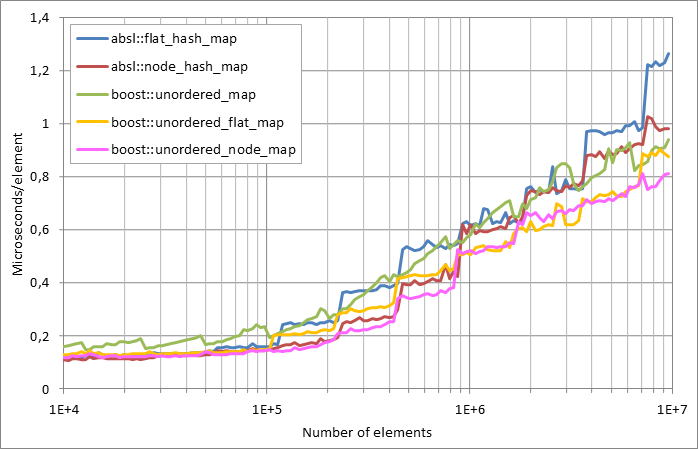 1,4
1,2
1
0,8
0,6
0,4
0,2
0
Microseconds/element
absl::flat_hash_map
absl::node_hash_map
boost::unordered_map
boost::unordered_flat_map
boost::unordered_node_map
1E+4
1E+5
1E+6
1E+7
Number of elements